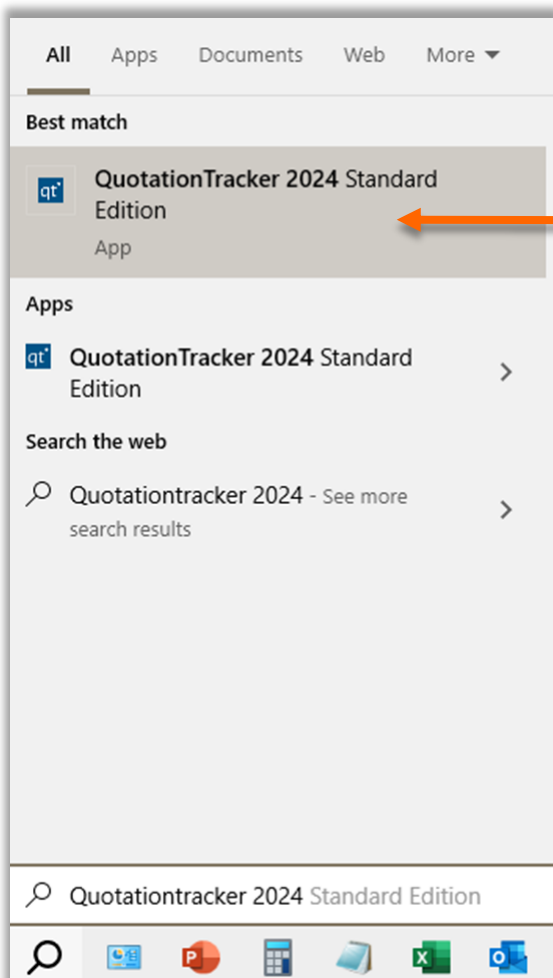 All Apps Documents Web More
Best match
qt
QuotationTracker 2024 Standard
Edition
App
Apps
qt
QuotationTracker 2024 Standard
Edition
Search the web
Quotationtracker 2024 - See more
search results
Quotationtracker 2024 Standard Edition
P
X
O